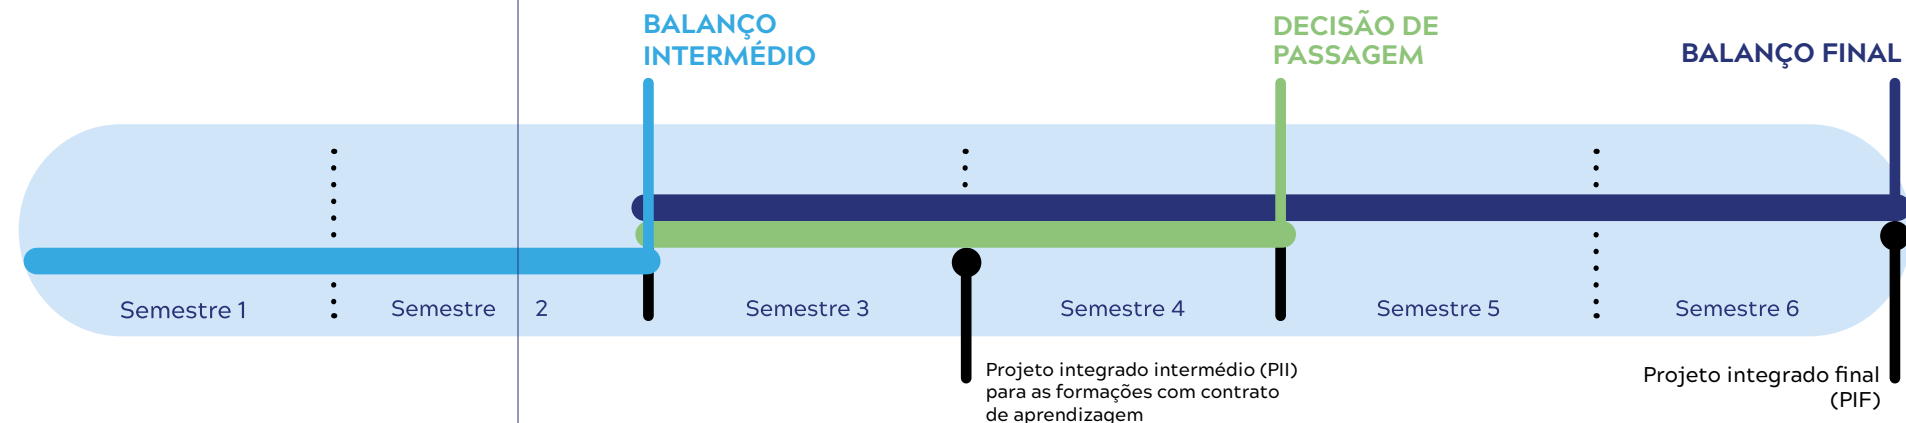 BALANÇO
INTERMÉDIO
DECISÃO DE
PASSAGEM
BALANÇO FINAL
Semestre 1
Semestre 2
Semestre 3
Semestre 4
Semestre 5
Semestre 6
Projeto integrado intermédio (PII)
para as formações com contrato
de aprendizagem
Projeto integrado final
(PIF)